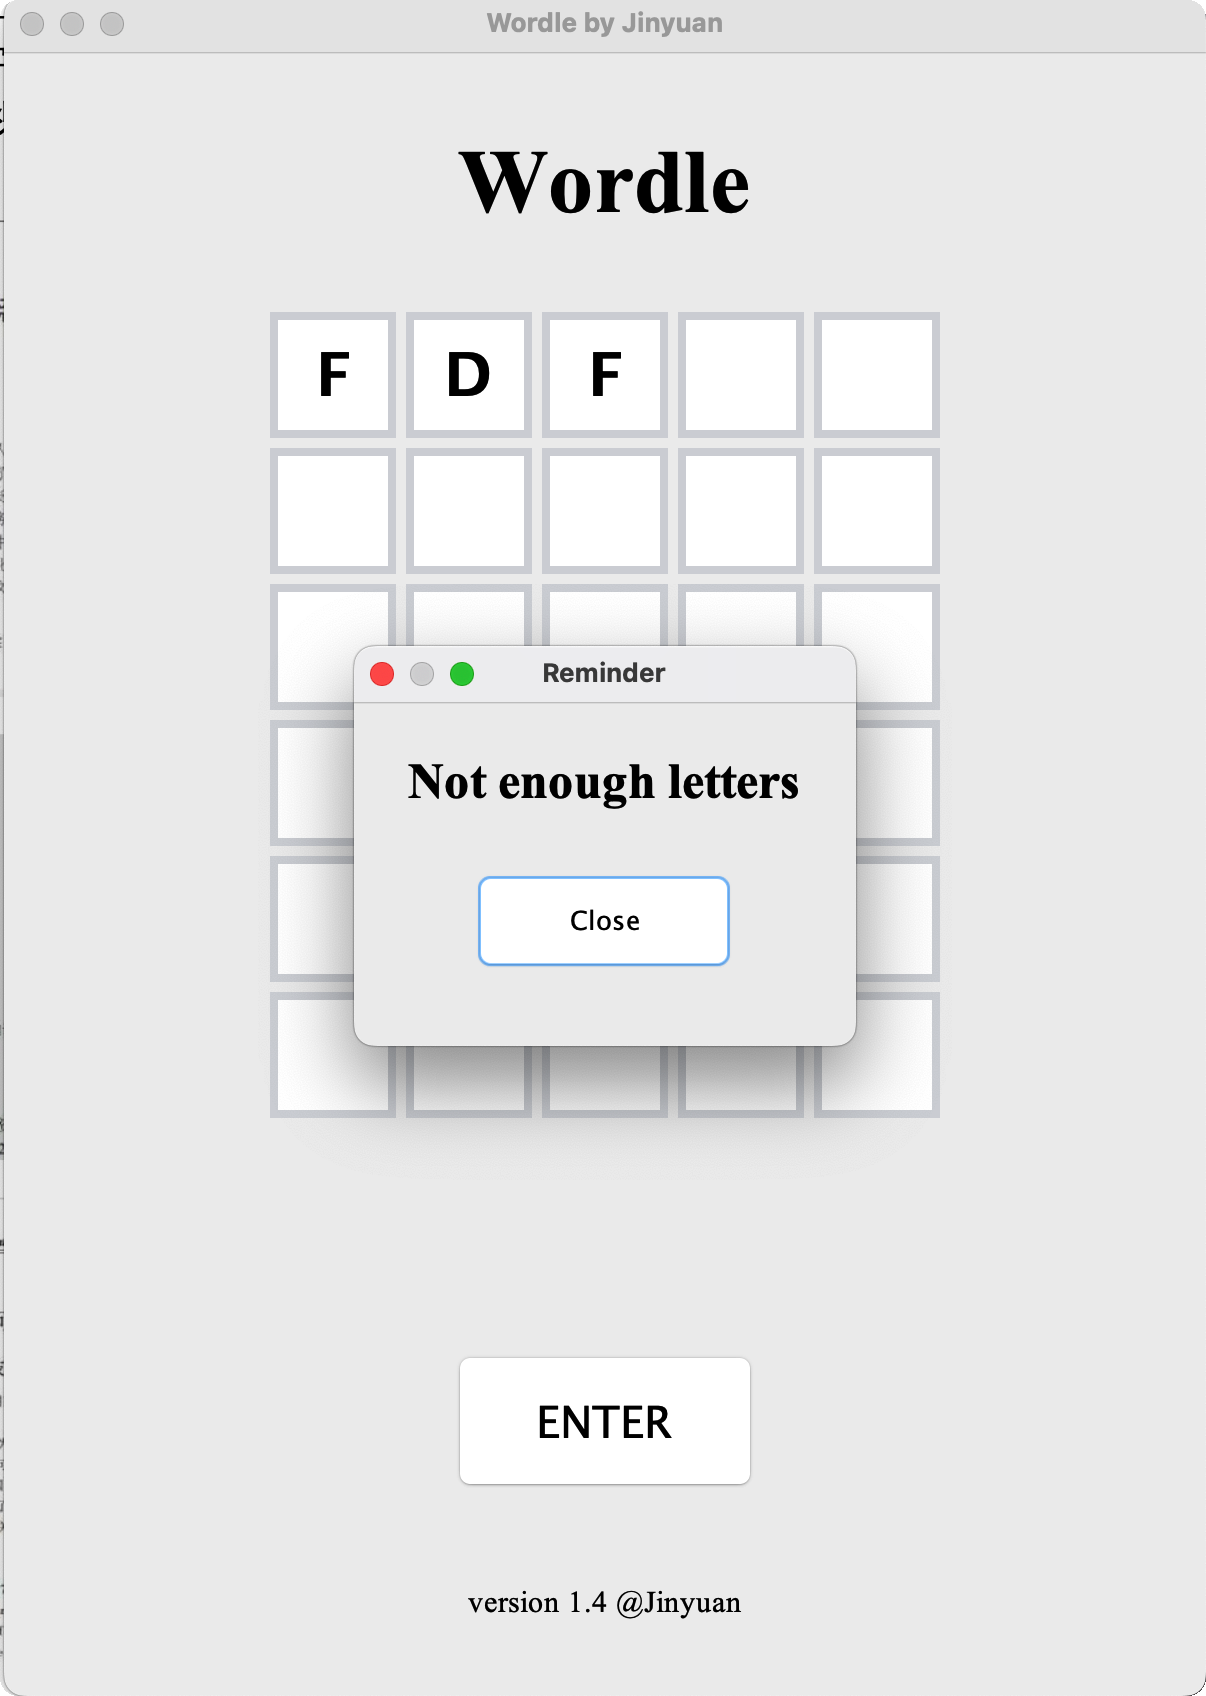 Wordle by Jinyuan
Wordle
F D F
Reminder
Not enough letters
Close
ENTER
version 1.4 @Jinyuan